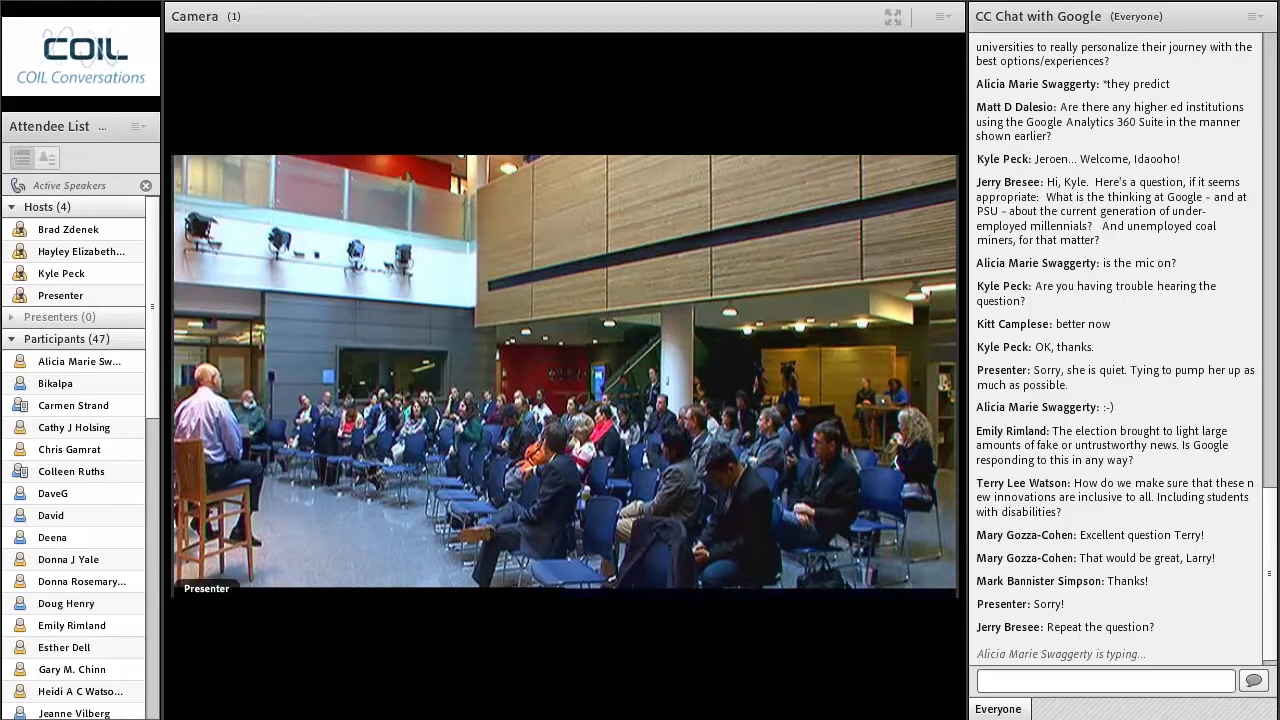 COIL
COIL Conversations
Attendee List ...
Active Speakers
Hosts (4)
Brad Zdenek
Hayley Elizabeth...
Kyle Peck
Presenter
Presenters (0)
Participants (47)
Alicia Marie Sw...
Bikalpa
Carmen Strand
Cathy J Holsing
Chris Gamrat
Colleen Ruths
DaveG
David
Deena
Donna J Yale
Donna Rosemary...
Doug Henry
Emily Rimland
Esther Dell
Gary M. Chinn
Heidi A C Watso...
Jeanne Vilberg
Camera (1)
Presenter
CC Chat with Google (Everyone)
universities to really personalize their journey with the
best options/experiences?
Alicia Marie Swaggerty: *they predict
Matt D Dalesio: Are there any higher ed institutions
using the Google Analytics 360 Suite in the manner
shown earlier?
Kyle Peck: Jeroen... Welcome, Idaooho!
Jerry Bresee: Hi, Kyle. Here's a question, if it seems
appropriate: What is the thinking at Google - and at
PSU - about the current generation of under-
employed millennials? And unemployed coal
miners, for that matter?
Alicia Marie Swaggerty: is the mic on?
Kyle Peck: Are you having trouble hearing the
question?
Kitt Camplese: better now
Kyle Peck: OK, thanks.
Presenter: Sorry, she is quiet. Tying to pump her up as
much as possible.
Alicia Marie Swaggerty: :-)
Emily Rimland: The election brought to light large
amounts of fake or untrustworthy news. Is Google
responding to this in any way?
Terry Lee Watson: How do we make sure that these n
ew innovations are inclusive to all. Including students
with disabilities?
Mary Gozza-Cohen: Excellent question Terry!
Mary Gozza-Cohen: That would be great, Larry!
Mark Bannister Simpson: Thanks!
Presenter: Sorry!
Jerry Bresee: Repeat the question?
Alicia Marie Swaggerty is typing...
Everyone